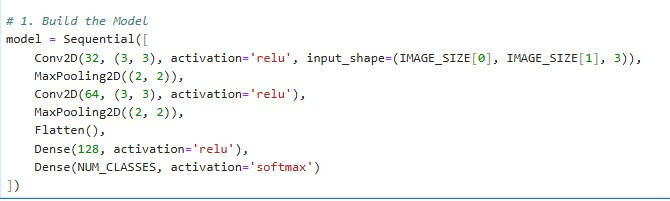 # 1. Build the Model
model = Sequential([
    Conv2D(32, (3, 3), activation='relu', input_shape=(IMAGE_SIZE[0], IMAGE_SIZE[1], 3)),
    MaxPooling2D((2, 2)),
    Conv2D(64, (3, 3), activation='relu'),
    MaxPooling2D((2, 2)),
    Flatten(),
    Dense(128, activation='relu'),
    Dense(NUM_CLASSES, activation='softmax')
])